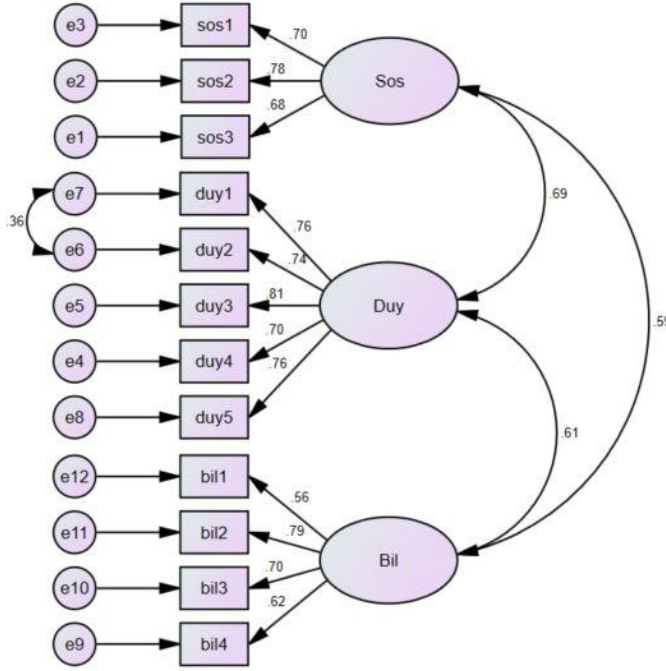 e3 sos1 .70
e2 sos2 .78 Sos
e1 sos3 .68
e7 duy1 .69
.36 .76
e6 duy2 .74
e5 duy3 .81 Duy
e4 duy4 .70
e8 duy5 .76
.61
e12 bil1 .56
e11 bil2 .79
e10 bil3 .70 Bil
e9 bil4 .62